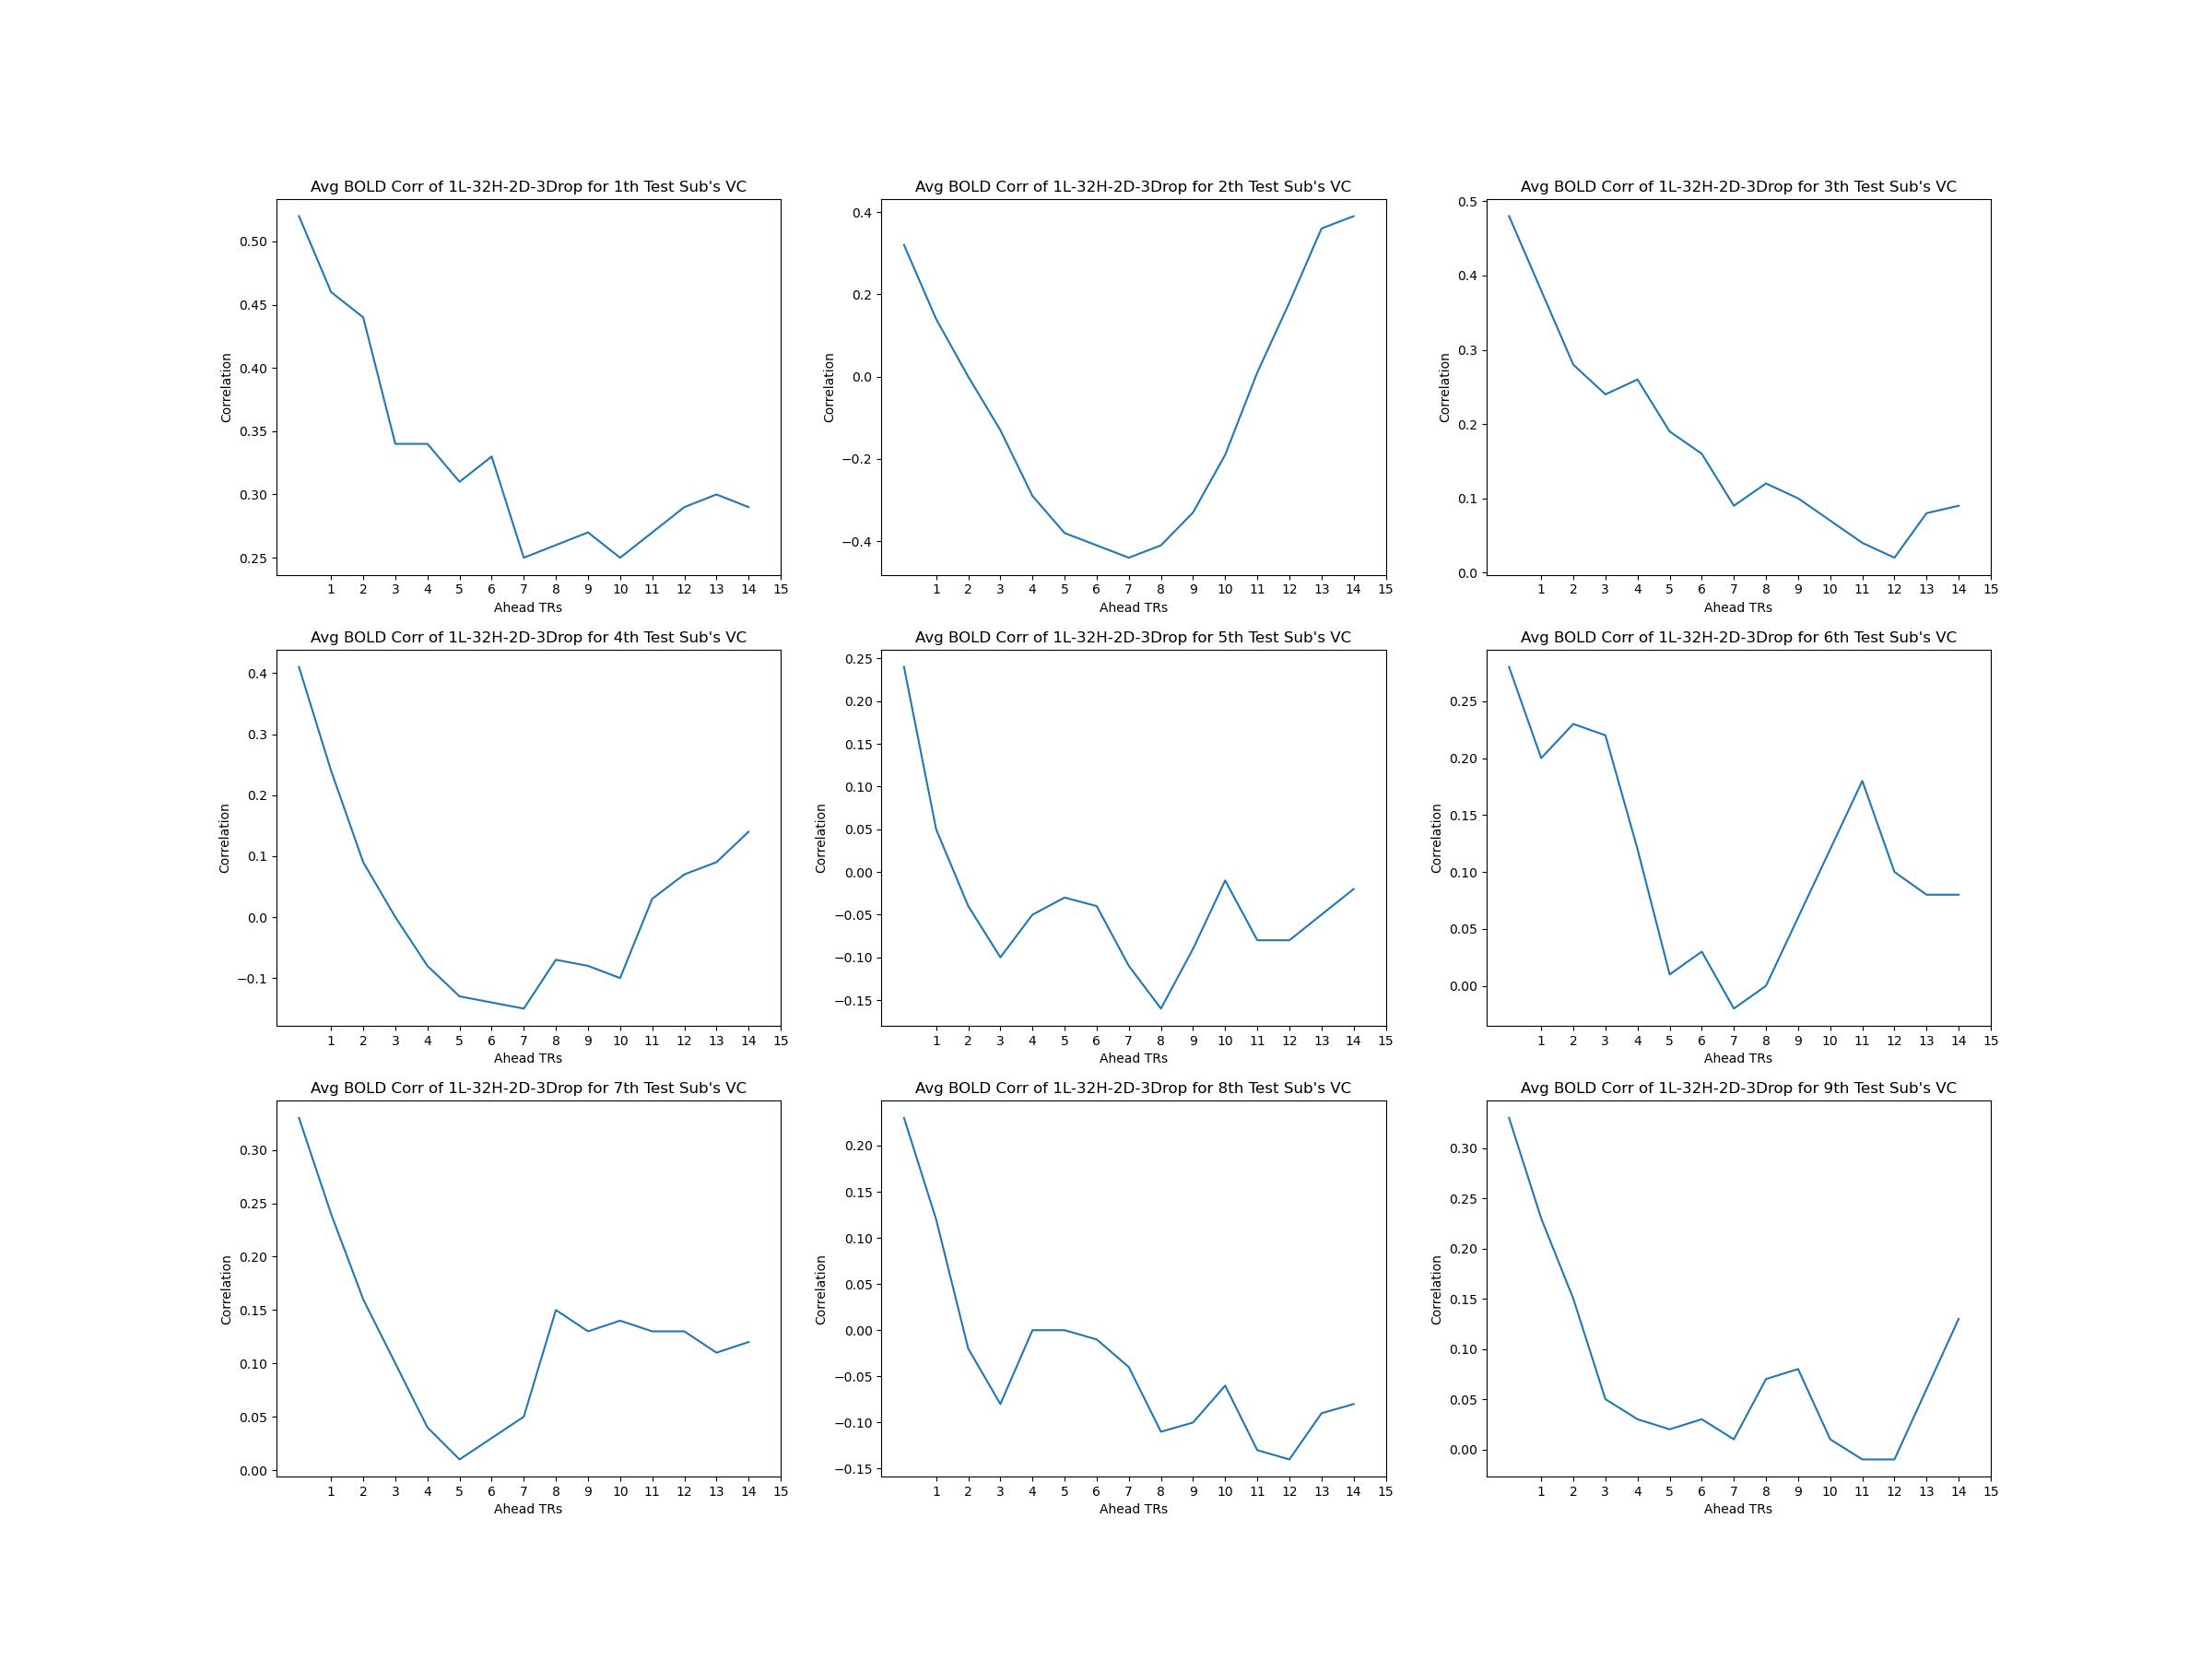 Avg BOLD Corr of 1L-32H-2D-3Drop for 1th Test Sub's VC
0.50
0.45
0.40
0.35
0.30
0.25
Correlation
1 2 3 4 5 6 7 8 9 10 11 12 13 14 15
Ahead TRs
Avg BOLD Corr of 1L-32H-2D-3Drop for 2th Test Sub's VC
0.4
0.2
0.0
−0.2
−0.4
Correlation
1 2 3 4 5 6 7 8 9 10 11 12 13 14 15
Ahead TRs
Avg BOLD Corr of 1L-32H-2D-3Drop for 3th Test Sub's VC
0.5
0.4
0.3
0.2
0.1
0.0
Correlation
1 2 3 4 5 6 7 8 9 10 11 12 13 14 15
Ahead TRs
Avg BOLD Corr of 1L-32H-2D-3Drop for 4th Test Sub's VC
0.4
0.3
0.2
0.1
0.0
−0.1
Correlation
1 2 3 4 5 6 7 8 9 10 11 12 13 14 15
Ahead TRs
Avg BOLD Corr of 1L-32H-2D-3Drop for 5th Test Sub's VC
0.25
0.20
0.15
0.10
0.05
0.00
−0.05
−0.10
−0.15
Correlation
1 2 3 4 5 6 7 8 9 10 11 12 13 14 15
Ahead TRs
Avg BOLD Corr of 1L-32H-2D-3Drop for 6th Test Sub's VC
0.25
0.20
0.15
0.10
0.05
0.00
Correlation
1 2 3 4 5 6 7 8 9 10 11 12 13 14 15
Ahead TRs
Avg BOLD Corr of 1L-32H-2D-3Drop for 7th Test Sub's VC
0.30
0.25
0.20
0.15
0.10
0.05
0.00
Correlation
1 2 3 4 5 6 7 8 9 10 11 12 13 14 15
Ahead TRs
Avg BOLD Corr of 1L-32H-2D-3Drop for 8th Test Sub's VC
0.20
0.15
0.10
0.05
0.00
−0.05
−0.10
−0.15
Correlation
1 2 3 4 5 6 7 8 9 10 11 12 13 14 15
Ahead TRs
Avg BOLD Corr of 1L-32H-2D-3Drop for 9th Test Sub's VC
0.30
0.25
0.20
0.15
0.10
0.05
0.00
Correlation
1 2 3 4 5 6 7 8 9 10 11 12 13 14 15
Ahead TRs